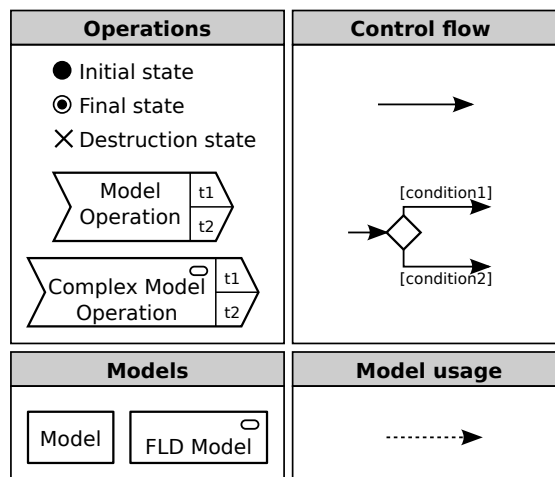 Operations
Initial state
Final state
Destruction state
Model
Operation
t1
t2
Complex Model
Operation
t1
t2
Control flow
[condition1]
[condition2]
Models
Model
FLD Model
Model usage